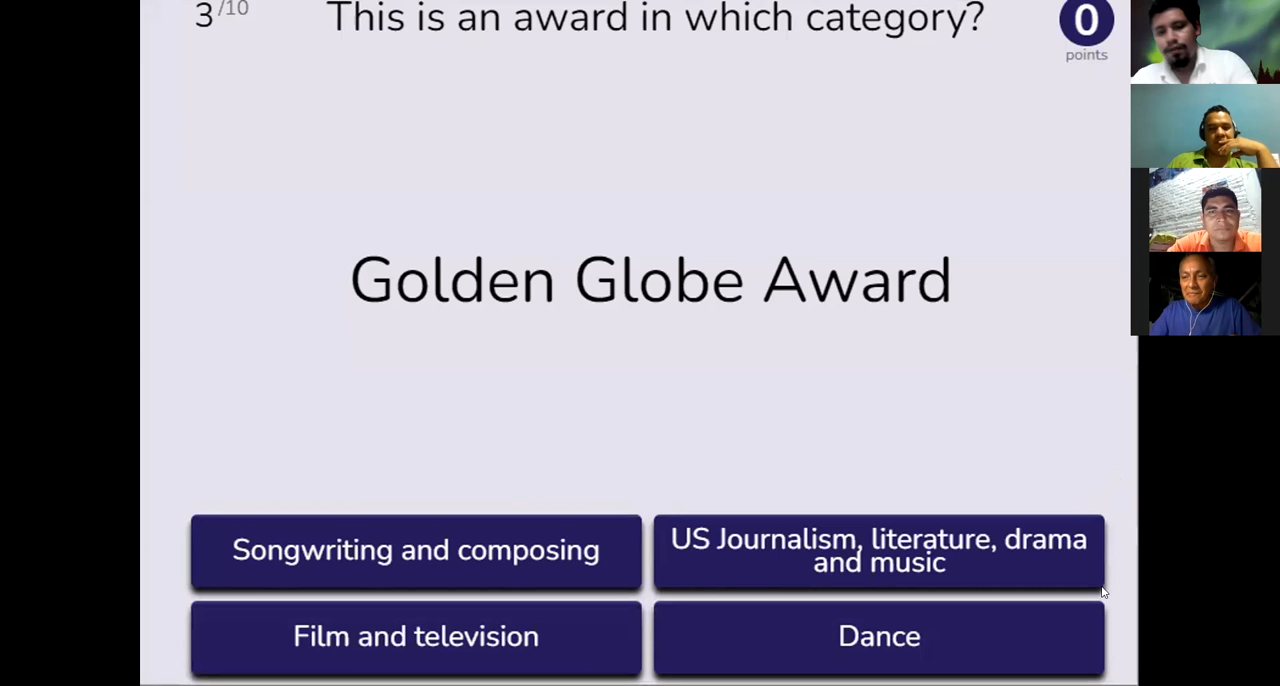 3 /10
This is an award in which category?
0
points
Golden Globe Award
Songwriting and composing
US Journalism, literature, drama
and music
Film and television
Dance